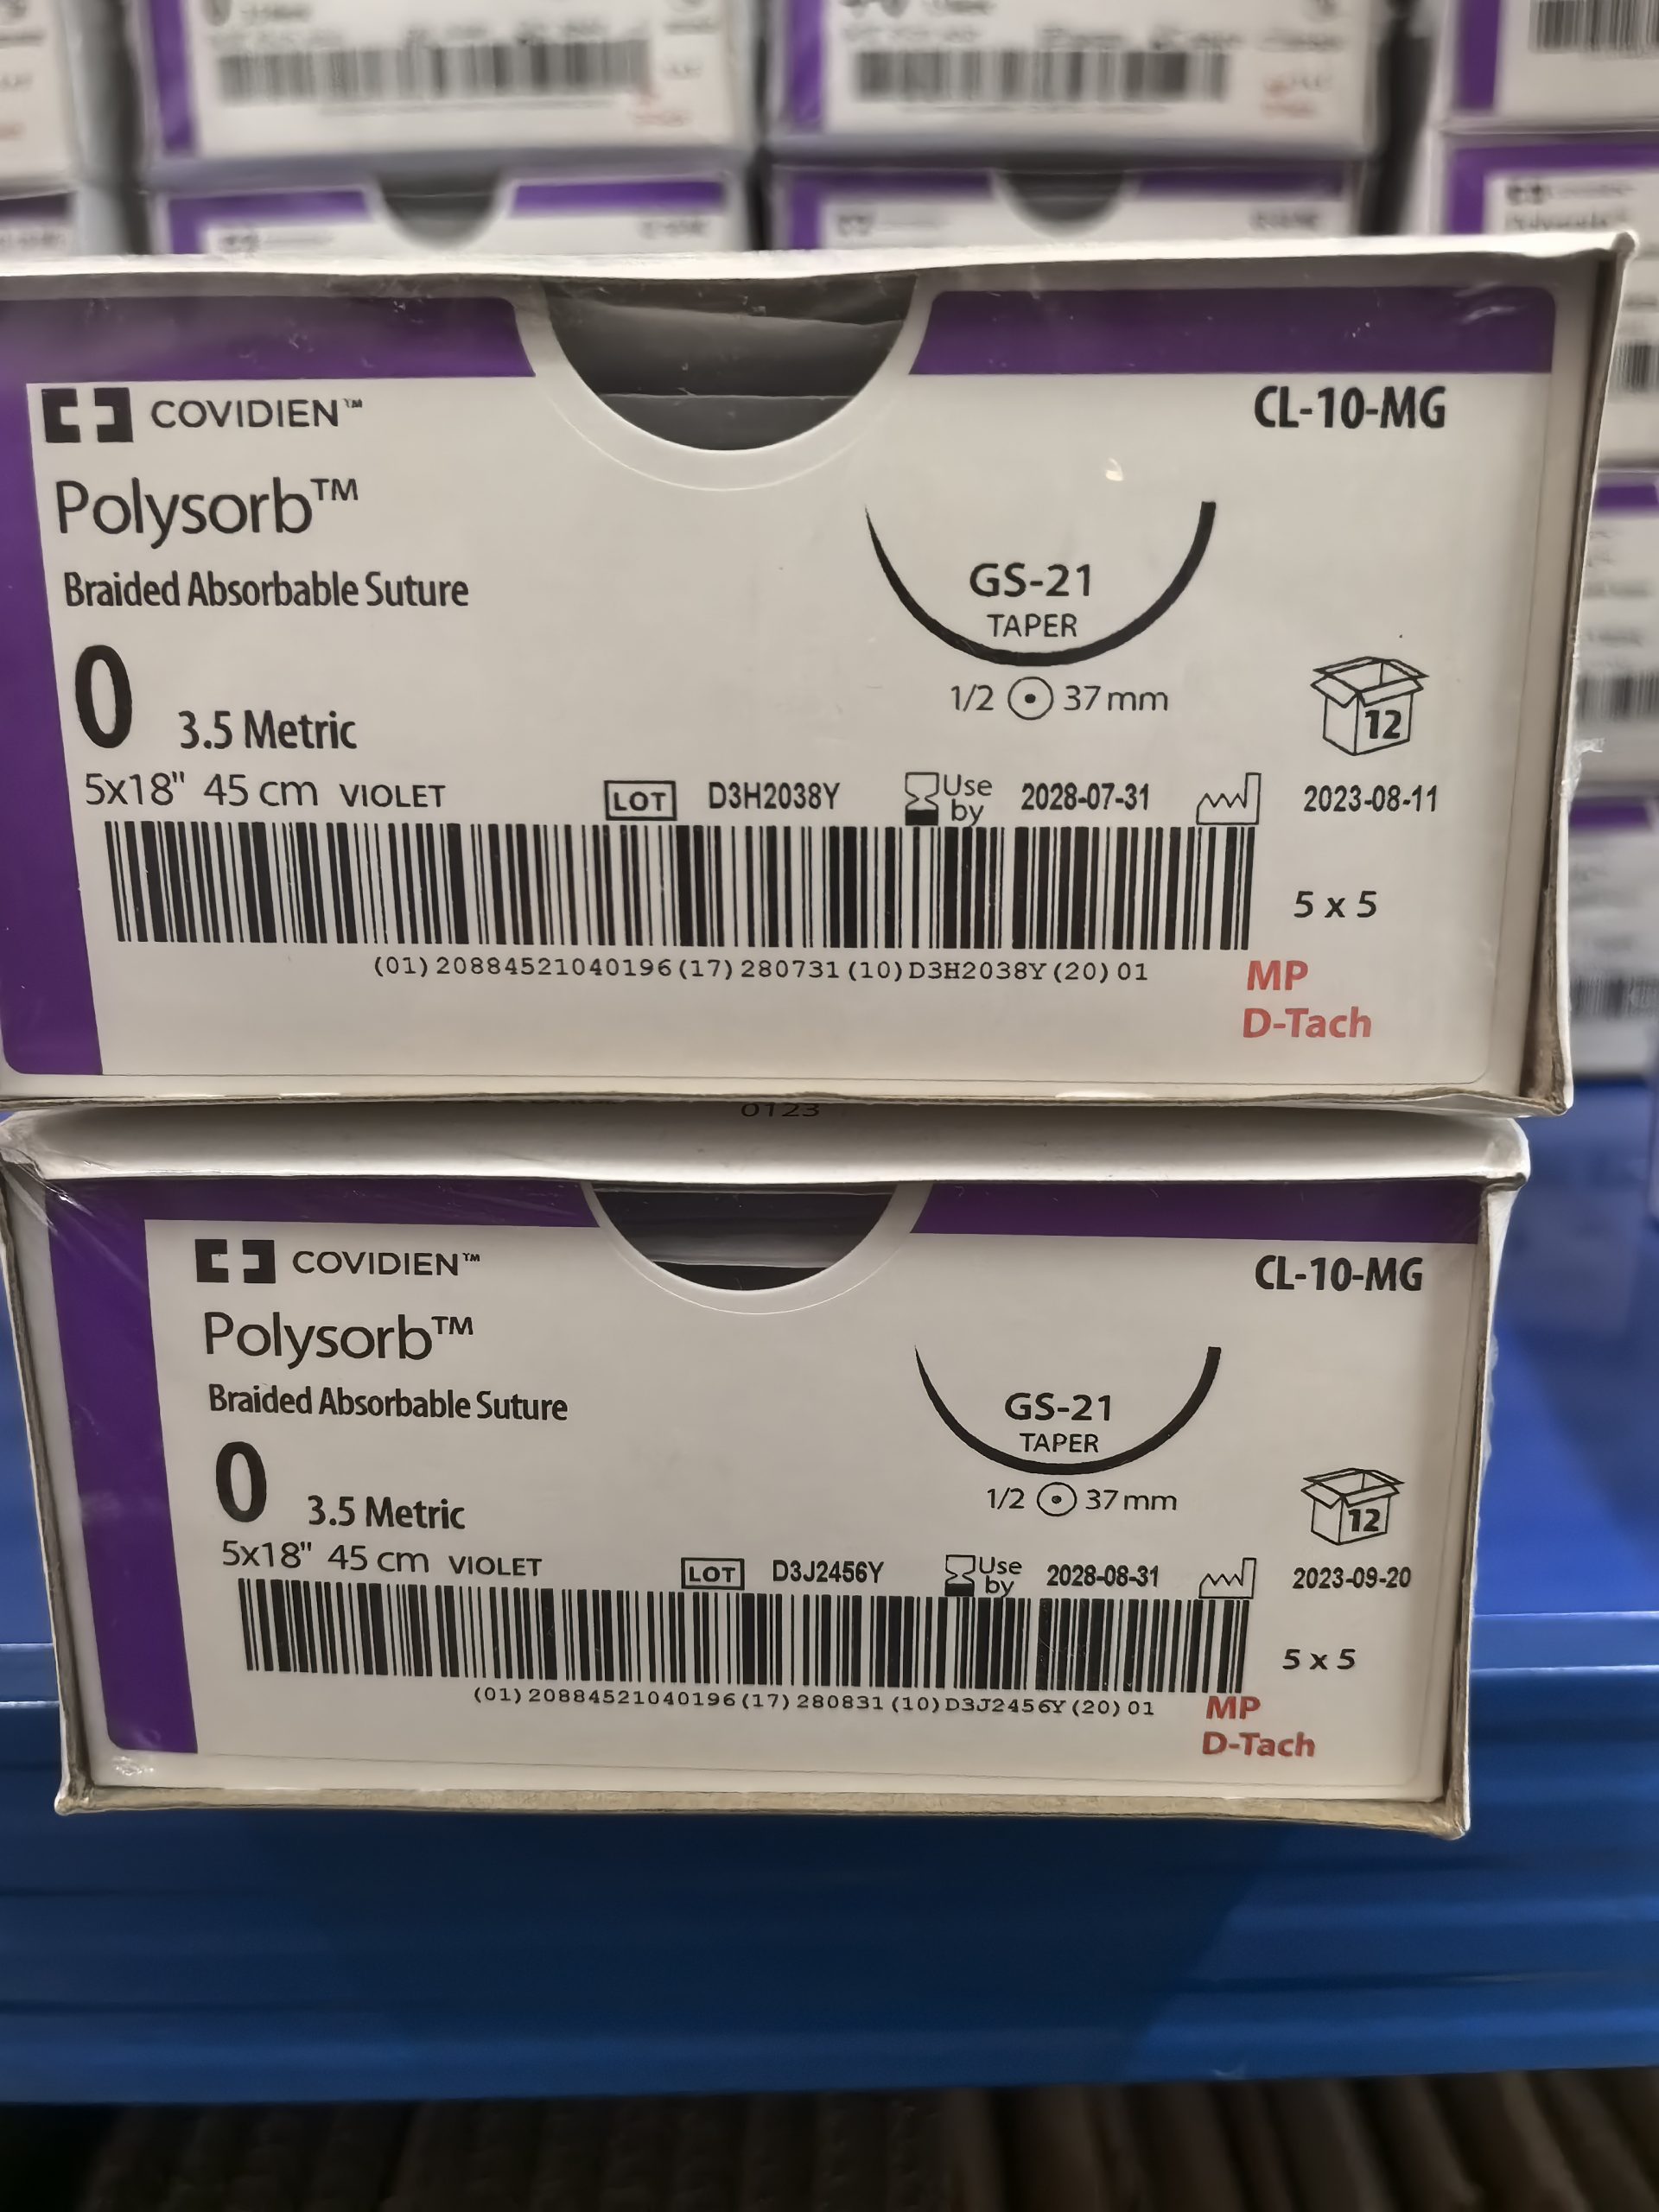 COVIDIEN™
CL-10-MG
Polysorb™
Braided Absorbable Suture
GS-21
TAPER
0 3.5 Metric
1/2 37 mm
12
5x18" 45 cm VIOLET
LOT D3H2038Y Use by 2028-07-31 2023-08-11
5 x 5
(01)20884521040196(17)280731(10)D3H2038Y(20)01
MP
D-Tach
0123
COVIDIEN™
CL-10-MG
Polysorb™
Braided Absorbable Suture
GS-21
TAPER
0 3.5 Metric
1/2 37 mm
12
5x18" 45 cm VIOLET
LOT D3J2456Y Use by 2028-08-31 2023-09-20
5 x 5
(01)20884521040196(17)280831(10)D3J2456Y(20)01
MP
D-Tach